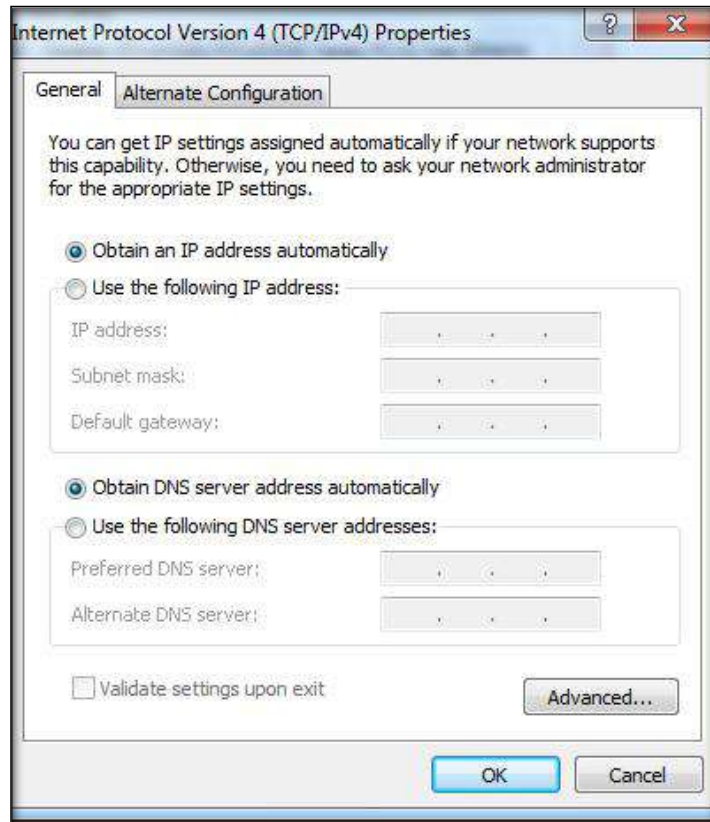 Internet Protocol Version 4 (TCP/IPv4) Properties
?
X
General
Alternate Configuration
You can get IP settings assigned automatically if your network supports
this capability. Otherwise, you need to ask your network administrator
for the appropriate IP settings.
Obtain an IP address automatically
Use the following IP address:
IP address:
. . .
Subnet mask:
. . .
Default gateway:
. . .
Obtain DNS server address automatically
Use the following DNS server addresses:
Preferred DNS server:
. . .
Alternate DNS server:
. . .
Validate settings upon exit
Advanced...
OK
Cancel